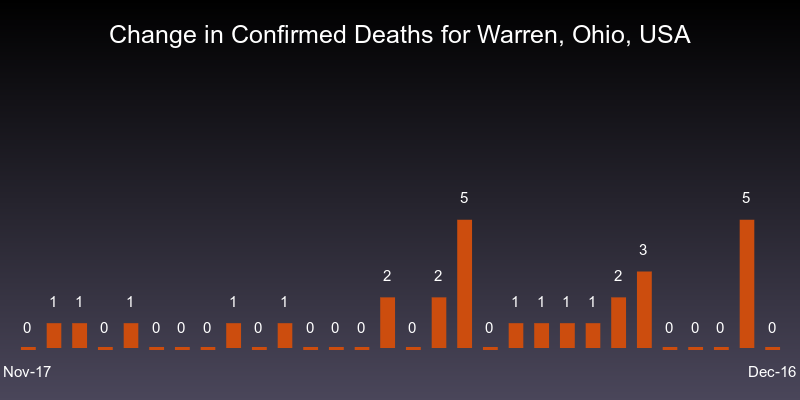 Change in Confirmed Deaths for Warren, Ohio, USA
5 5
3
2 2 2
1 1 1 1 1 1 1 1 1
0 0 0 0 0 0 0 0 0 0 0 0 0 0
Nov-17 Dec-16